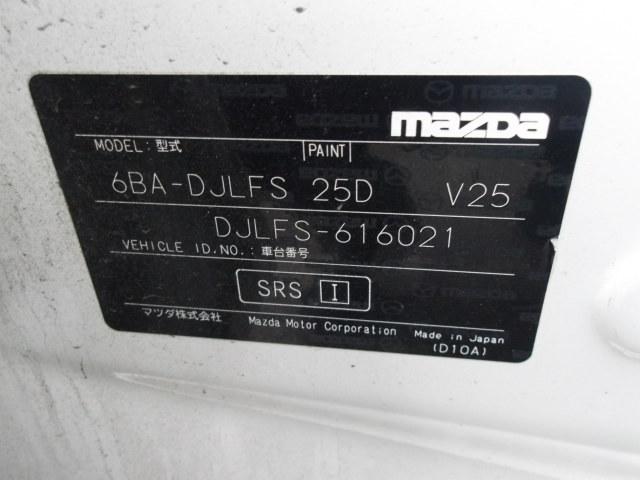 mazda
MODEL: 型式 PAINT
6BA-DJLFS 25D V25
DJLFS-616021
VEHICLE ID.NO.: 車台番号
SRS I
マツダ株式会社 Mazda Motor Corporation Made in Japan
(D10A)